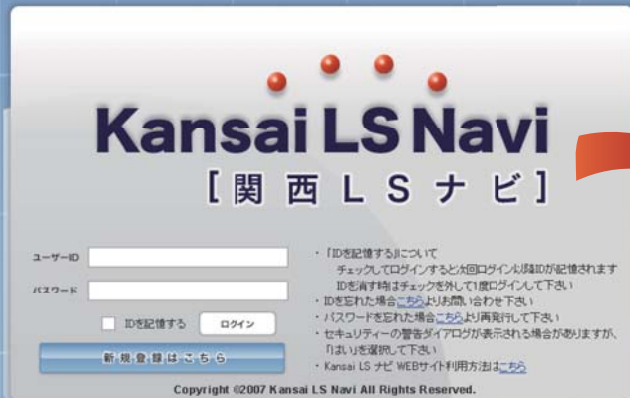 Kansai LS Navi
[関西LSナビ]
ユーザーID
パスワード
IDを記憶する
ログイン
新規登録はこちら
・「IDを記憶する」について
チェックしてログインすると次回ログイン以降IDが記憶されます
IDを消す時はチェックを外して1度ログインして下さい
・IDを忘れた場合こちらよりお問い合わせ下さい
・パスワードを忘れた場合こちらより再発行して下さい
・セキュリティーの警告ダイアログが表示される場合がありますが、
「はい」を選択して下さい
・Kansai LS ナビ WEBサイト利用方法はこちら
Copyright ©2007 Kansai LS Navi All Rights Reserved.